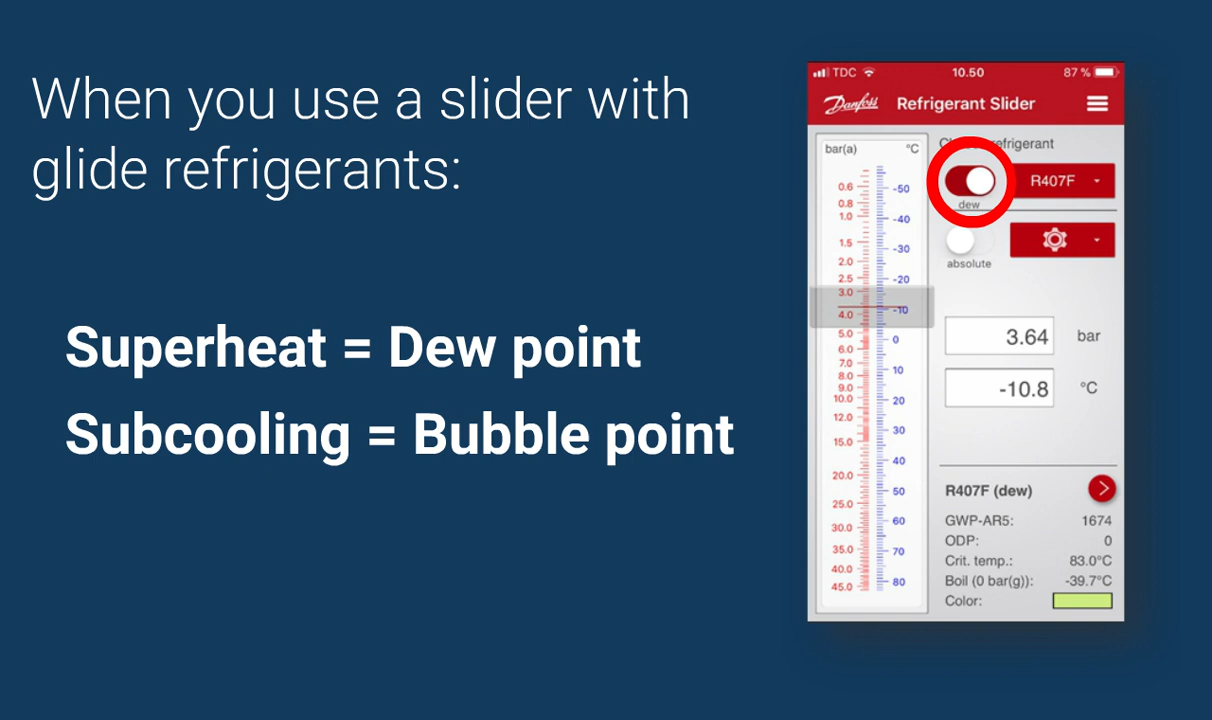 When you use a slider with
glide refrigerants:
Superheat = Dew point
Subcooling = Bubble point
TDC 10.50 87 %
Danfoss Refrigerant Slider
bar(a) °C
0.6
0.8
1.0
1.5
2.0
2.5
3.0
4.0
5.0
6.0
7.0
8.0
9.0
10.0
12.0
15.0
20.0
25.0
30.0
35.0
40.0
45.0
-50
-40
-30
-20
-10
0
10
20
30
40
50
60
70
80
refrigerant
R407F
dew
absolute
3.64 bar
-10.8 °C
R407F (dew)
GWP-AR5: 1674
ODP: 0
Crit. temp.: 83.0°C
Boil (0 bar(g)): -39.7°C
Color: